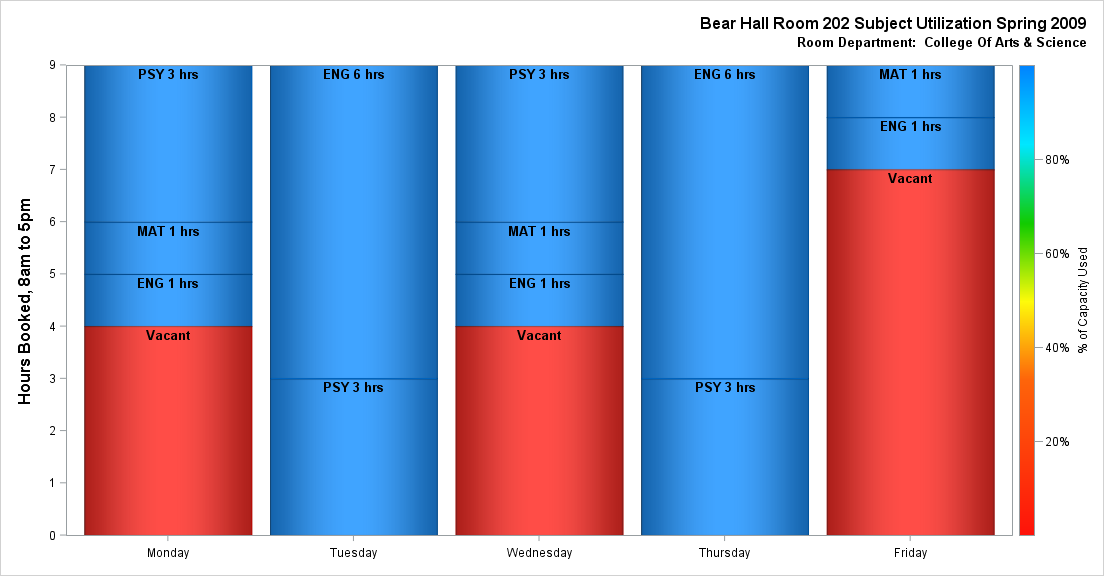 Bear Hall Room 202 Subject Utilization Spring 2009
Room Department:  College Of Arts & Science
Hours Booked, 8am to 5pm
9
8
7
6
5
4
3
2
1
0
PSY 3 hrs
MAT 1 hrs
ENG 1 hrs
Vacant
ENG 6 hrs
PSY 3 hrs
PSY 3 hrs
MAT 1 hrs
ENG 1 hrs
Vacant
ENG 6 hrs
PSY 3 hrs
MAT 1 hrs
ENG 1 hrs
Vacant
Monday
Tuesday
Wednesday
Thursday
Friday
80%
60%
40%
20%
% of Capacity Used